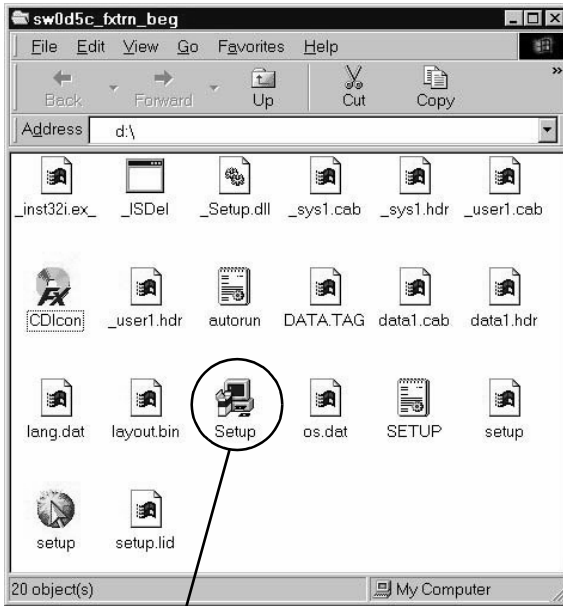 sw0d5c_fxtrn_beg
File Edit View Go Favorites Help
Back Forward Up Cut Copy »
Address d:\
_inst32i.ex_ _ISDel _Setup.dll _sys1.cab _sys1.hdr _user1.cab
FX
CDIcon _user1.hdr autorun DATA.TAG data1.cab data1.hdr
lang.dat layout.bin Setup os.dat SETUP setup
setup setup.lid
20 object(s) My Computer